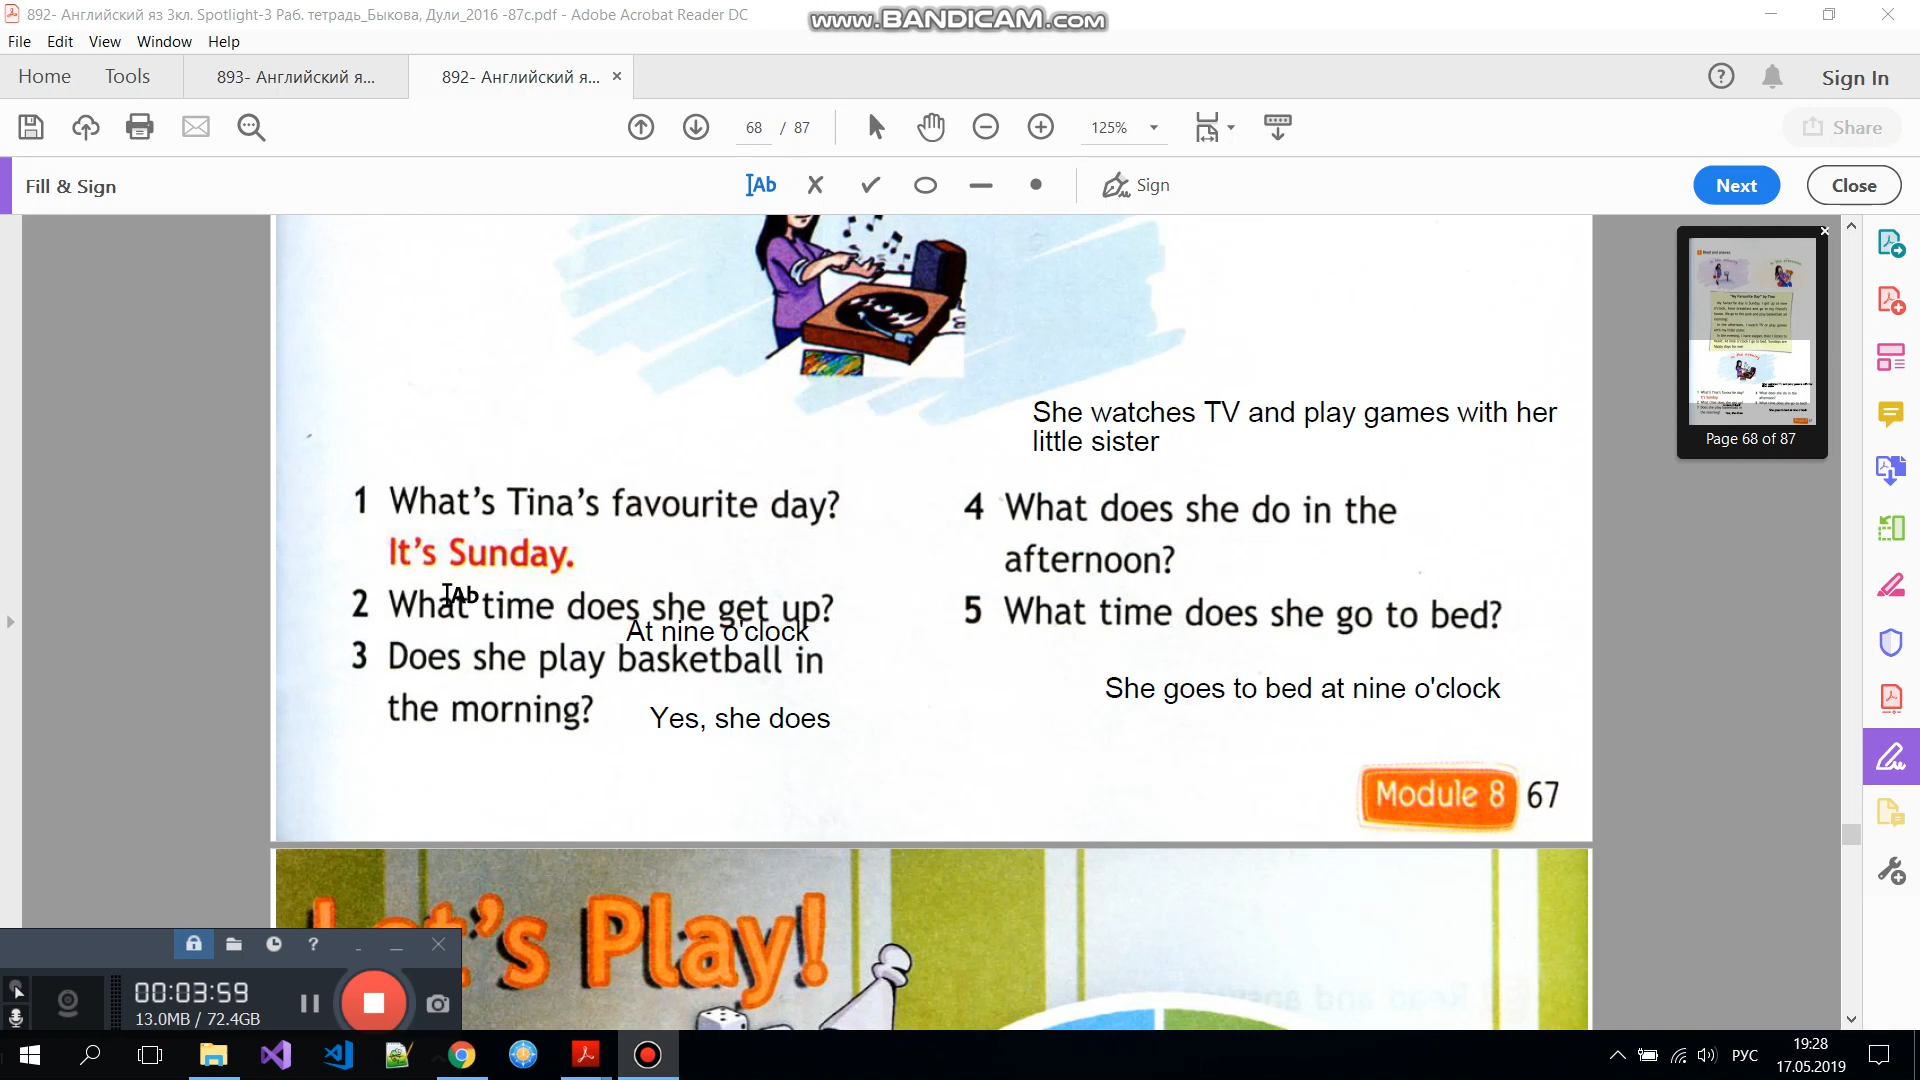 892- Английский яз 3кл. Spotlight-3 Раб. тетрадь_Быкова, Дули_2016 -87с.pdf - Adobe Acrobat Reader DC
www.BANDICAM.com
File Edit View Window Help
Home Tools 893- Английский я... 892- Английский я... ×
Sign In
68 / 87
125%
Share
Fill & Sign
Ab
Sign
Next
Close
She watches TV and play games with her
little sister
1 What's Tina's favourite day?
It's Sunday.
2 What time does she get up?
Ab
At nine o'clock
3 Does she play basketball in
the morning?
Yes, she does
4 What does she do in the
afternoon?
5 What time does she go to bed?
She goes to bed at nine o'clock
Module 8 67
Page 68 of 87
Let's Play!
00:03:59
13.0MB / 72.4GB
РУС
19:28
17.05.2019